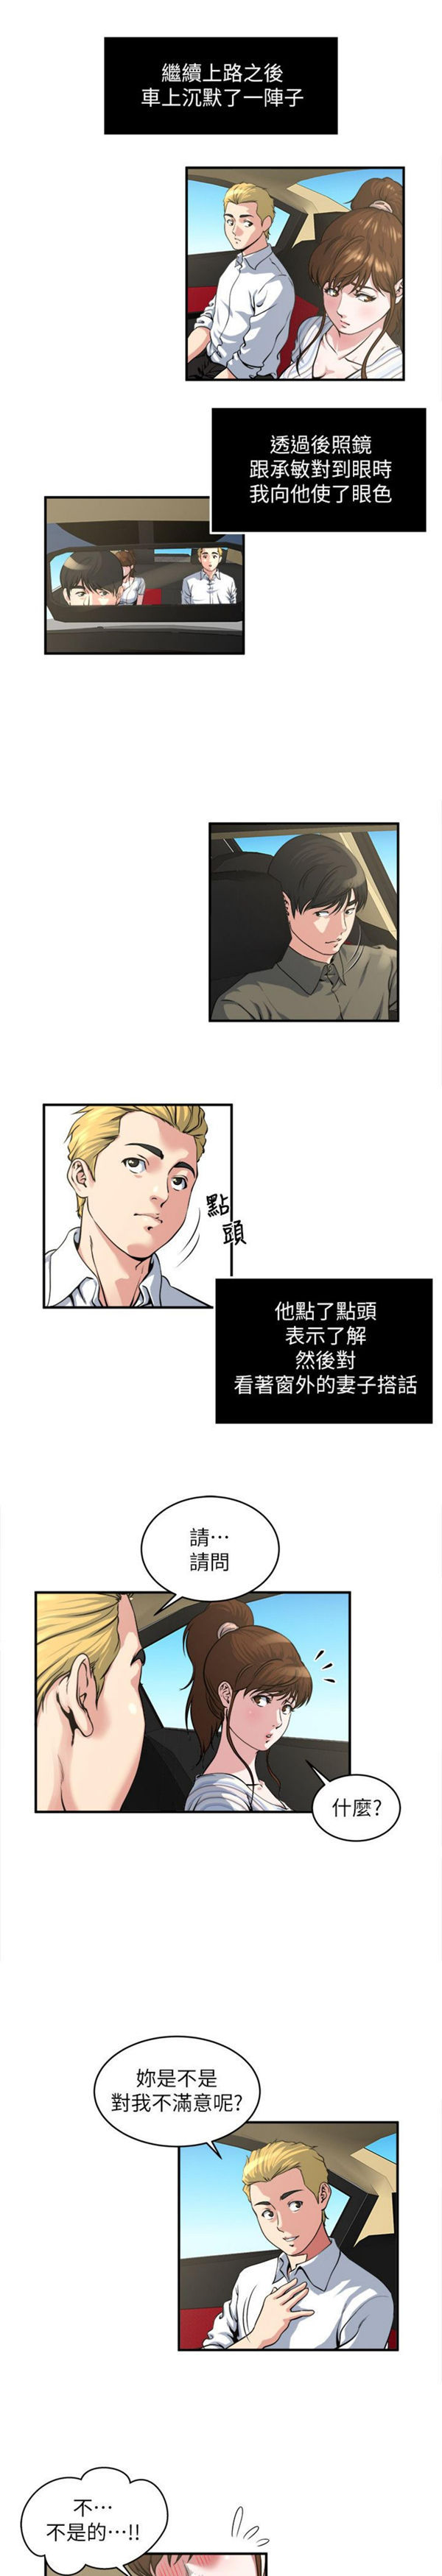 繼續上路之後
車上沉默了一陣子
透過後照鏡
跟承敏對到眼時
我向他使了眼色
點頭
他點了點頭
表示了解
然後對
看著窗外的妻子搭話
請…
請問
什麼?
妳是不是
對我不滿意呢?
不…
不是的…!!